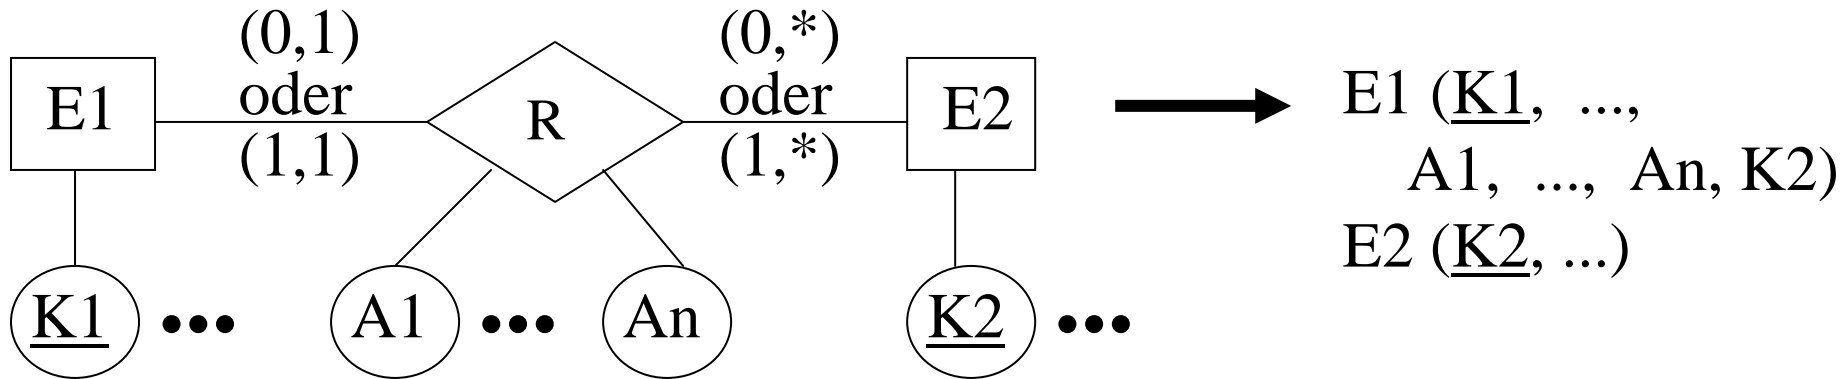 (0,1)
oder
(1,1)
(0,*)
oder
(1,*)
E1
R
E2
K1 •••
A1 •••
An
K2 •••
E1 (K1, ...,
A1, ..., An, K2)
E2 (K2, ...)